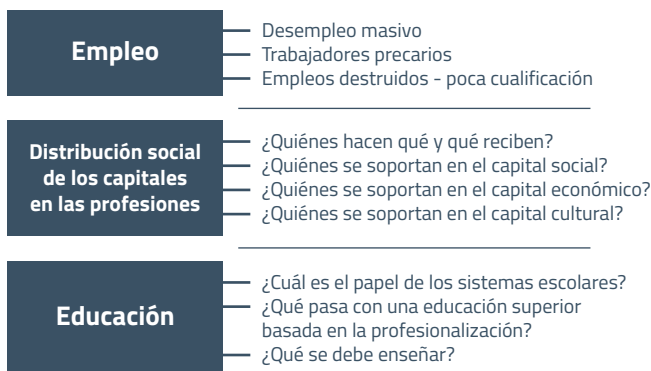 Empleo
Desempleo masivo
Trabajadores precarios
Empleos destruidos - poca cualificación
Distribución social
de los capitales
en las profesiones
¿Quiénes hacen qué y qué reciben?
¿Quiénes se soportan en el capital social?
¿Quiénes se soportan en el capital económico?
¿Quiénes se soportan en el capital cultural?
Educación
¿Cuál es el papel de los sistemas escolares?
¿Qué pasa con una educación superior
basada en la profesionalización?
¿Qué se debe enseñar?